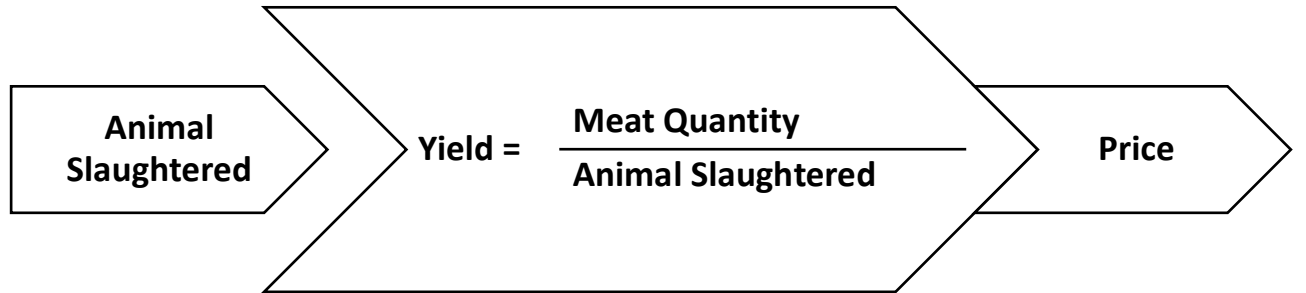 Animal
Slaughtered
Yield =
Meat Quantity
Animal Slaughtered
Price